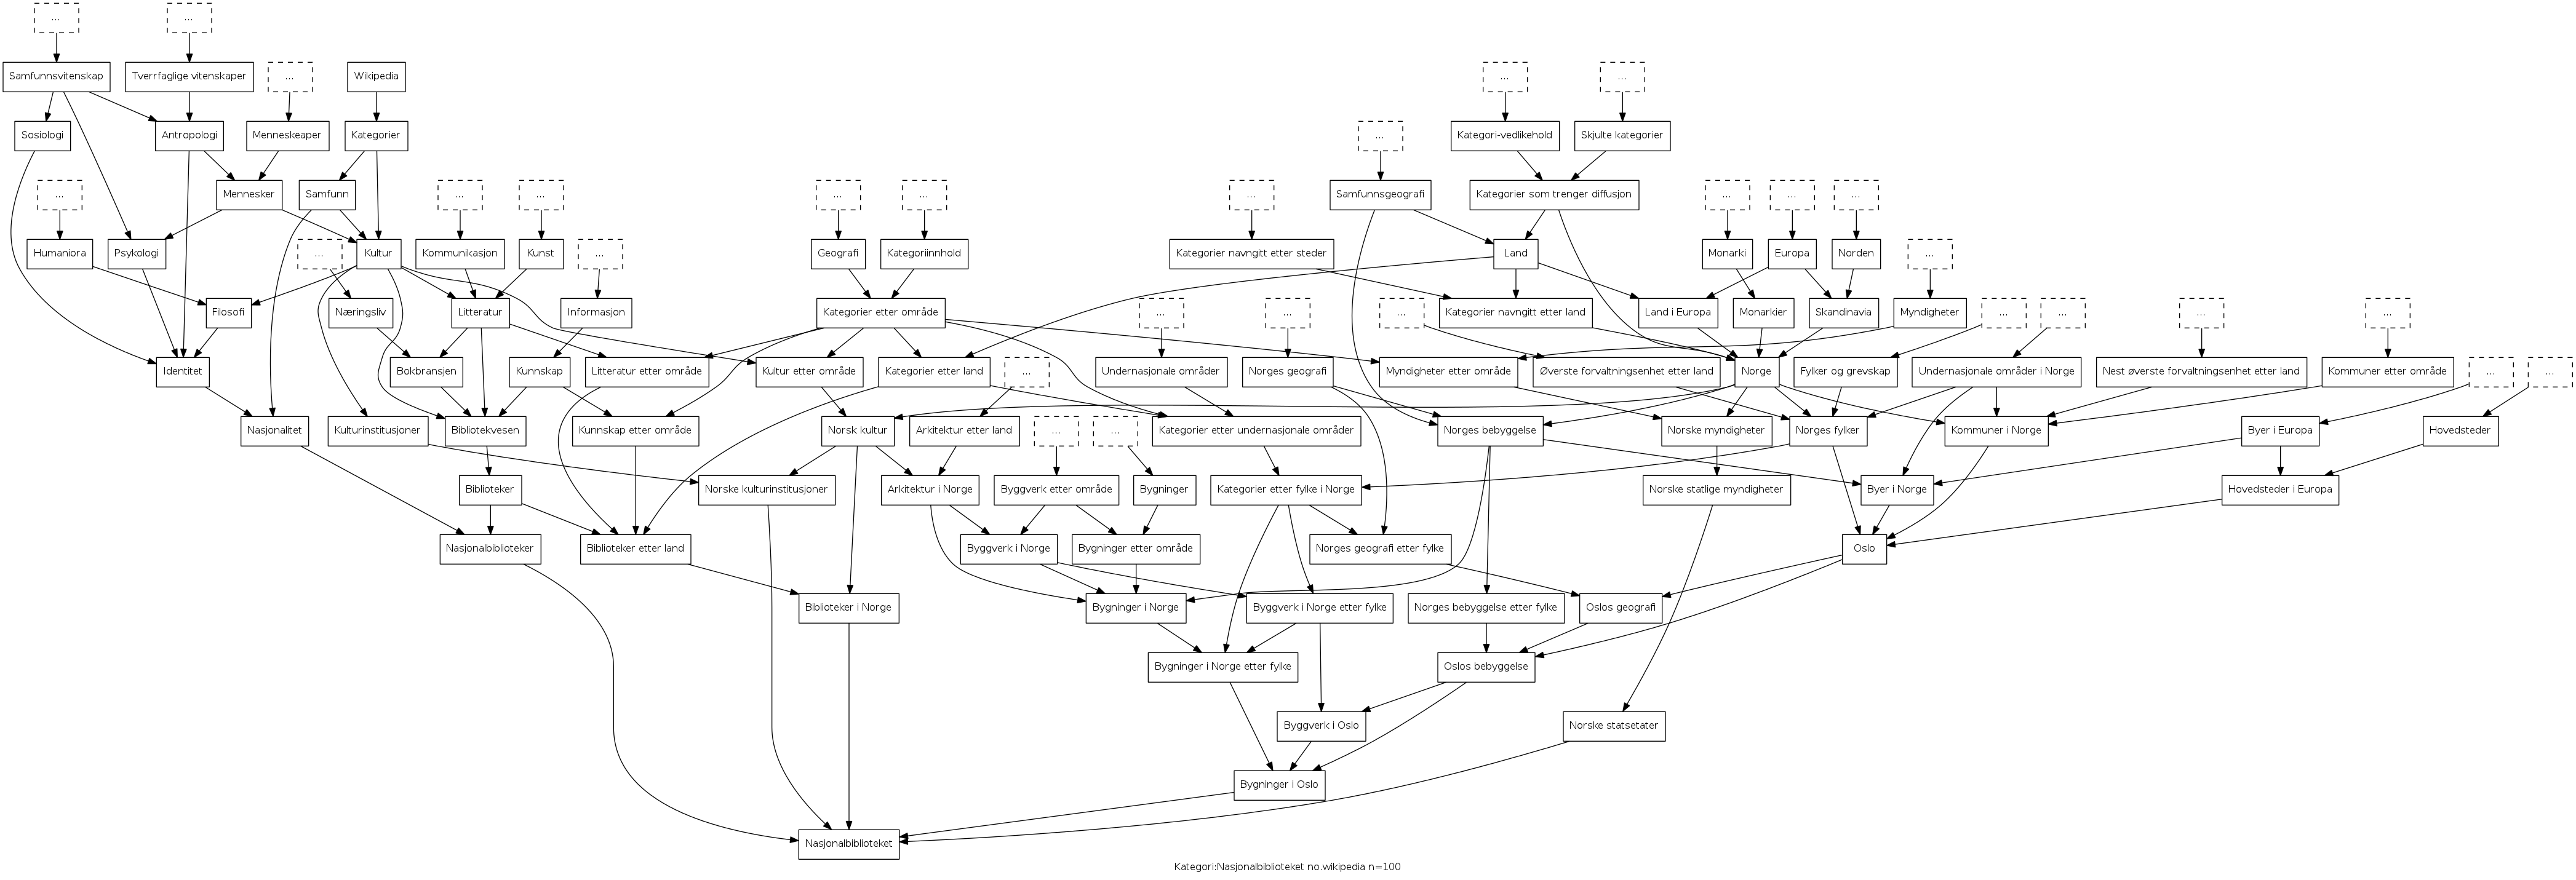 ...
...
Samfunnsvitenskap
Tverrfaglige vitenskaper
...
Wikipedia
...
...
Sosiologi
Antropologi
Menneskeaper
Kategorier
...
Kategori-vedlikehold
Skjulte kategorier
...
Mennesker
Samfunn
...
...
...
...
...
Samfunnsgeografi
Kategorier som trenger diffusjon
...
...
...
Humaniora
Psykologi
...
Kultur
Kommunikasjon
Kunst
...
Geografi
Kategoriinnhold
Kategorier navngitt etter steder
Land
Monarki
Europa
Norden
...
Filosofi
Næringsliv
Litteratur
Informasjon
Kategorier etter område
...
...
...
Kategorier navngitt etter land
Land i Europa
Monarkier
Skandinavia
Myndigheter
...
...
...
...
Identitet
Bokbransjen
Kunnskap
Litteratur etter område
Kultur etter område
Kategorier etter land
...
Undernasjonale områder
Norges geografi
Myndigheter etter område
Øverste forvaltningsenhet etter land
Norge
Fylker og grevskap
Undernasjonale områder i Norge
Nest øverste forvaltningsenhet etter land
Kommuner etter område
...
...
Nasjonalitet
Kulturinstitusjoner
Bibliotekvesen
Kunnskap etter område
Norsk kultur
Arkitektur etter land
...
...
Kategorier etter undernasjonale områder
Norges bebyggelse
Norske myndigheter
Norges fylker
Kommuner i Norge
Byer i Europa
Hovedsteder
Biblioteker
Norske kulturinstitusjoner
Arkitektur i Norge
Byggverk etter område
Bygninger
Kategorier etter fylke i Norge
Norske statlige myndigheter
Byer i Norge
Hovedsteder i Europa
Nasjonalbiblioteker
Biblioteker etter land
Byggverk i Norge
Bygninger etter område
Norges geografi etter fylke
Oslo
Biblioteker i Norge
Bygninger i Norge
Byggverk i Norge etter fylke
Norges bebyggelse etter fylke
Oslos geografi
Bygninger i Norge etter fylke
Oslos bebyggelse
Byggverk i Oslo
Norske statsetater
Bygninger i Oslo
Nasjonalbiblioteket
Kategori:Nasjonalbiblioteket no.wikipedia n=100